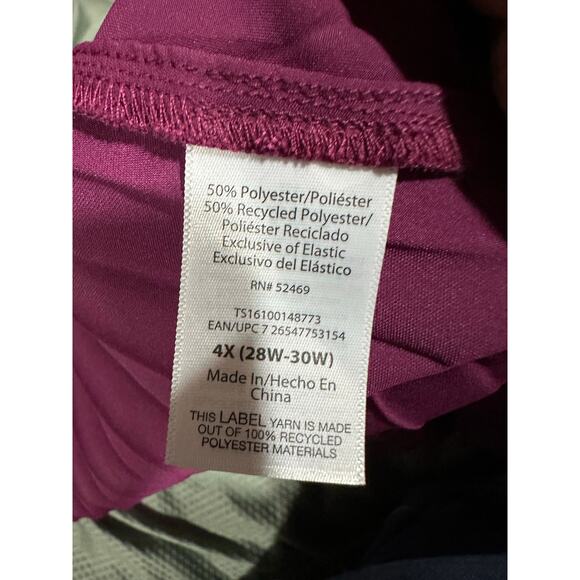 50% Polyester/Poliéster
50% Recycled Polyester/
Poliéster Reciclado
Exclusive of Elastic
Exclusivo del Elástico
RN# 52469
TS16100148773
EAN/UPC 7 26547753154
4X (28W-30W)
Made In/Hecho En
China
THIS LABEL YARN IS MADE
OUT OF 100% RECYCLED
POLYESTER MATERIALS